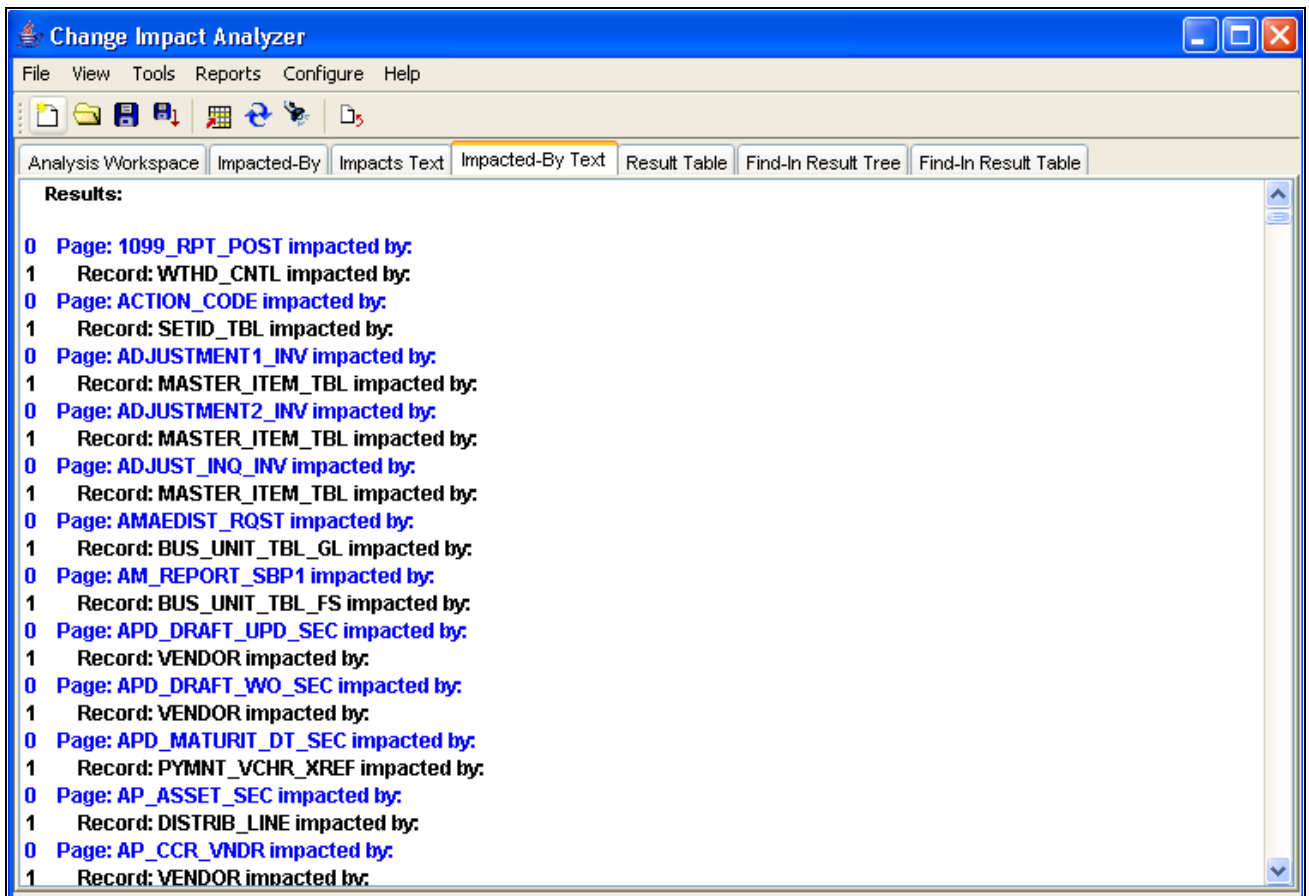 Change Impact Analyzer
File View Tools Reports Configure Help
Analysis Workspace Impacted-By Impacts Text Impacted-By Text Result Table Find-In Result Tree Find-In Result Table
Results:
0 Page: 1099_RPT_POST impacted by:
1 Record: WTHD_CNTL impacted by:
0 Page: ACTION_CODE impacted by:
1 Record: SETID_TBL impacted by:
0 Page: ADJUSTMENT1_INV impacted by:
1 Record: MASTER_ITEM_TBL impacted by:
0 Page: ADJUSTMENT2_INV impacted by:
1 Record: MASTER_ITEM_TBL impacted by:
0 Page: ADJUST_INQ_INV impacted by:
1 Record: MASTER_ITEM_TBL impacted by:
0 Page: AMAEDIST_RQST impacted by:
1 Record: BUS_UNIT_TBL_GL impacted by:
0 Page: AM_REPORT_SBP1 impacted by:
1 Record: BUS_UNIT_TBL_FS impacted by:
0 Page: APD_DRAFT_UPD_SEC impacted by:
1 Record: VENDOR impacted by:
0 Page: APD_DRAFT_WO_SEC impacted by:
1 Record: VENDOR impacted by:
0 Page: APD_MATURIT_DT_SEC impacted by:
1 Record: PYMNT_VCHR_XREF impacted by:
0 Page: AP_ASSET_SEC impacted by:
1 Record: DISTRIB_LINE impacted by:
0 Page: AP_CCR_VNDR impacted by:
1 Record: VENDOR impacted by: